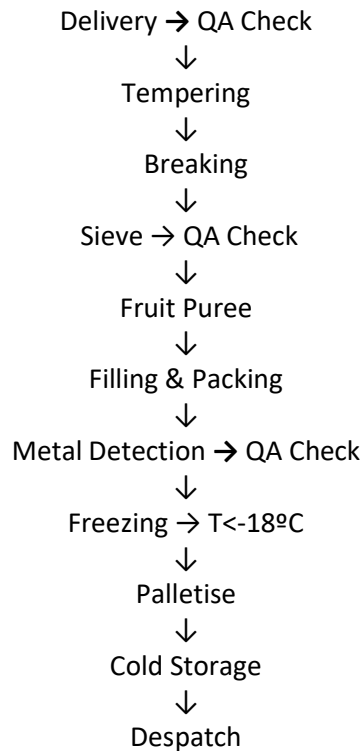 Delivery → QA Check
↓
Tempering
↓
Breaking
↓
Sieve → QA Check
↓
Fruit Puree
↓
Filling & Packing
↓
Metal Detection → QA Check
↓
Freezing → T<-18ºC
↓
Palletise
↓
Cold Storage
↓
Despatch